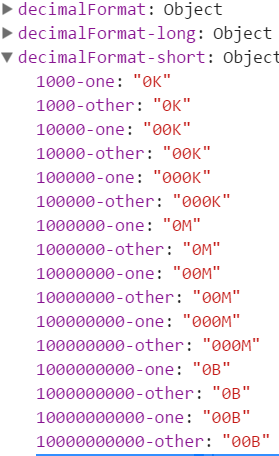 decimalFormat: Object
decimalFormat-long: Object
decimalFormat-short: Object
1000-one: "0K"
1000-other: "0K"
10000-one: "00K"
10000-other: "00K"
100000-one: "000K"
100000-other: "000K"
1000000-one: "0M"
1000000-other: "0M"
10000000-one: "00M"
10000000-other: "00M"
100000000-one: "000M"
100000000-other: "000M"
1000000000-one: "0B"
1000000000-other: "0B"
10000000000-one: "00B"
10000000000-other: "00B"